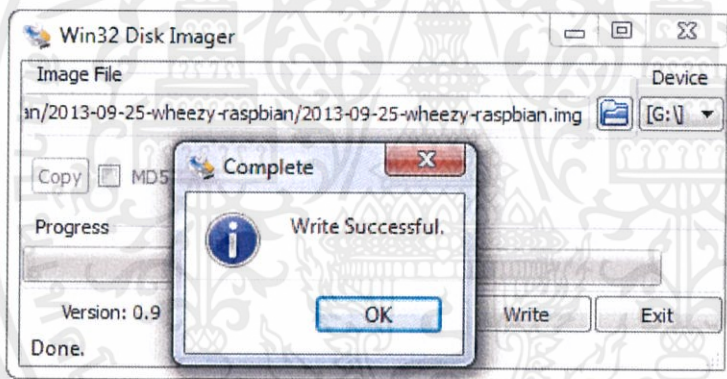 Win32 Disk Imager
Image File
Device
an/2013-09-25-wheezy-raspbian/2013-09-25-wheezy-raspbian.img
[G:\]
Copy
MD5
Complete
Write Successful.
OK
Progress
Version: 0.9
Write
Exit
Done.